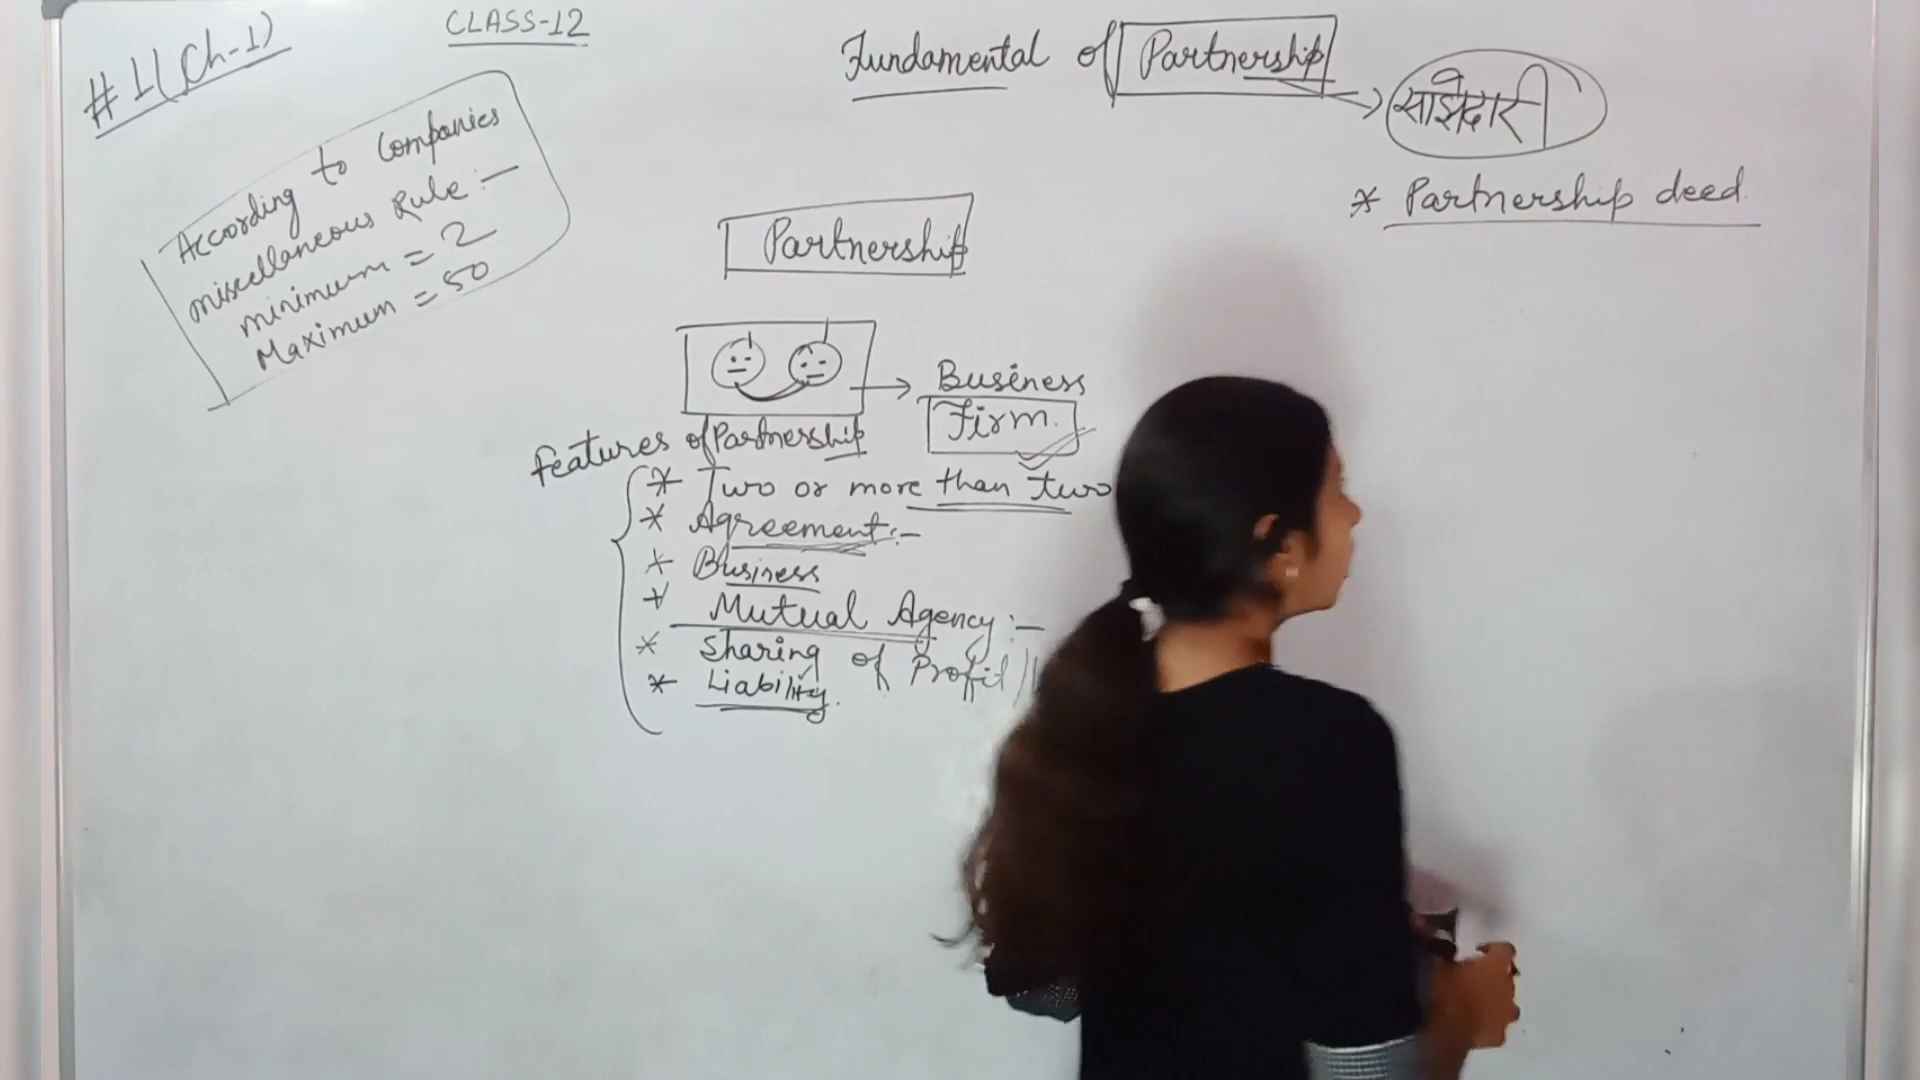 # 1 (Ch-1)
CLASS-12
Fundamental of Partnership
साझेदारी
According to Companies
miscellaneous Rule :-
minimum = 2
Maximum = 50
* Partnership deed.
Partnership
Business
Firm.
Features of Partnership
* Two or more than two
* Agreement :-
* Business
* Mutual Agency :-
* Sharing of Profit
* Liability.